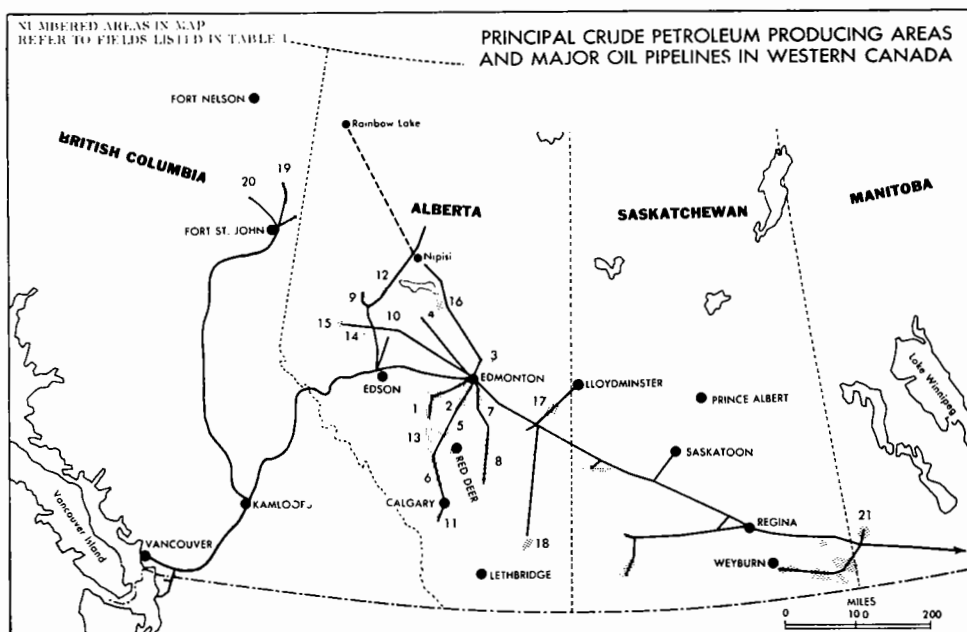 NUMBERED AREAS IN MAP
REFER TO FIELDS LISTED IN TABLE 1.
PRINCIPAL CRUDE PETROLEUM PRODUCING AREAS
AND MAJOR OIL PIPELINES IN WESTERN CANADA
FORT NELSON
Rainbow Lake
BRITISH COLUMBIA
19
20
ALBERTA
SASKATCHEWAN
MANITOBA
FORT ST. JOHN
Nipisi
12
9
16
15
10
4
14
3
EDSON
EDMONTON
LLOYDMINSTER
Lake Winnipeg
1
2
7
17
PRINCE ALBERT
13
5
RED DEER
8
6
SASKATOON
KAMLOOPS
CALGARY
11
Vancouver Island
VANCOUVER
18
REGINA
21
WEYBURN
LETHBRIDGE
MILES
0 100 200